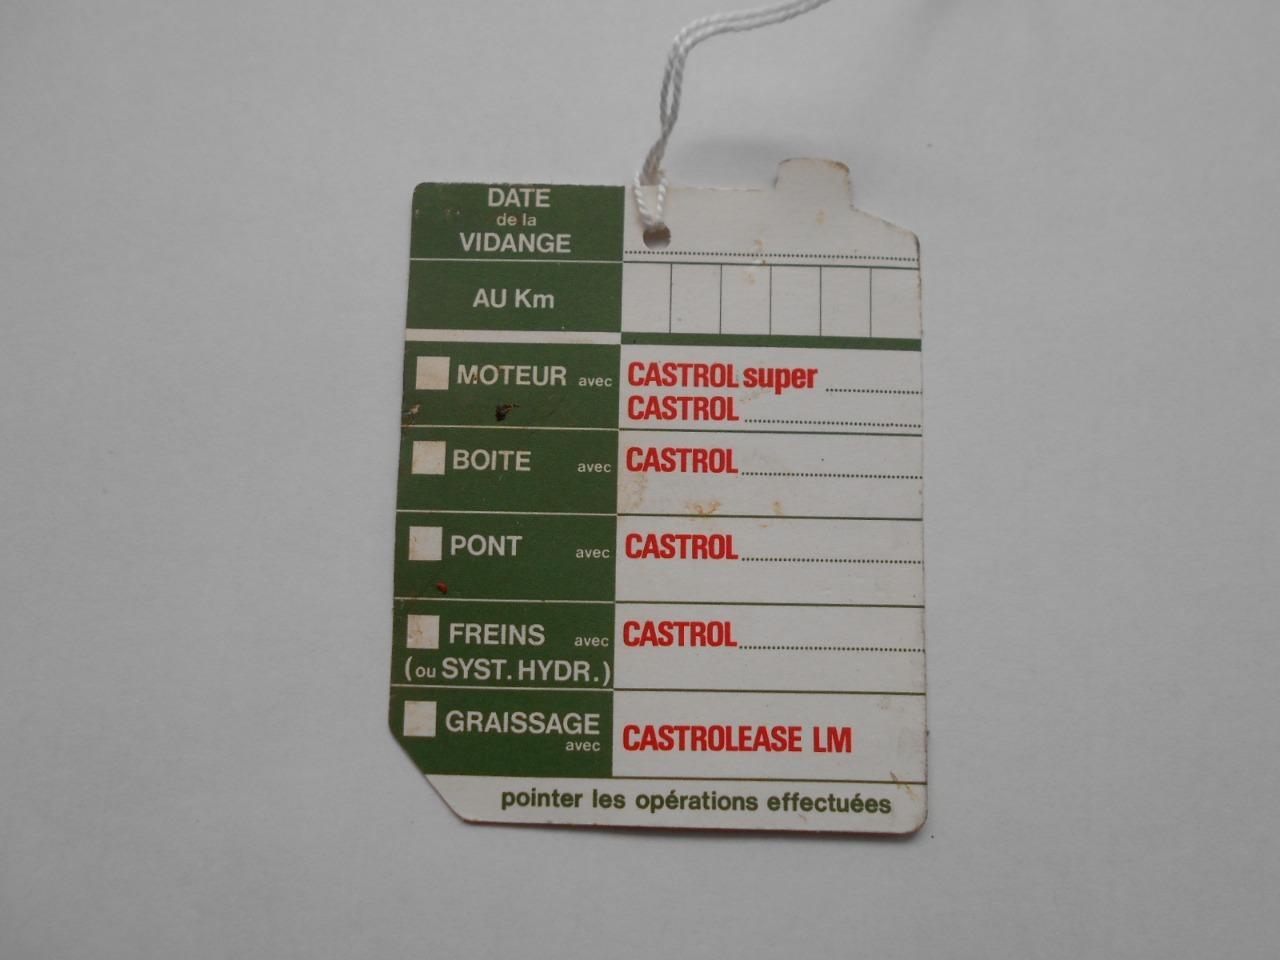 DATE
de la
VIDANGE
AU Km
MOTEUR avec CASTROL super
CASTROL
BOITE avec CASTROL
PONT avec CASTROL
FREINS avec CASTROL
(ou SYST. HYDR.)
GRAISSAGE
avec CASTROLEASE LM
pointer les opérations effectuées